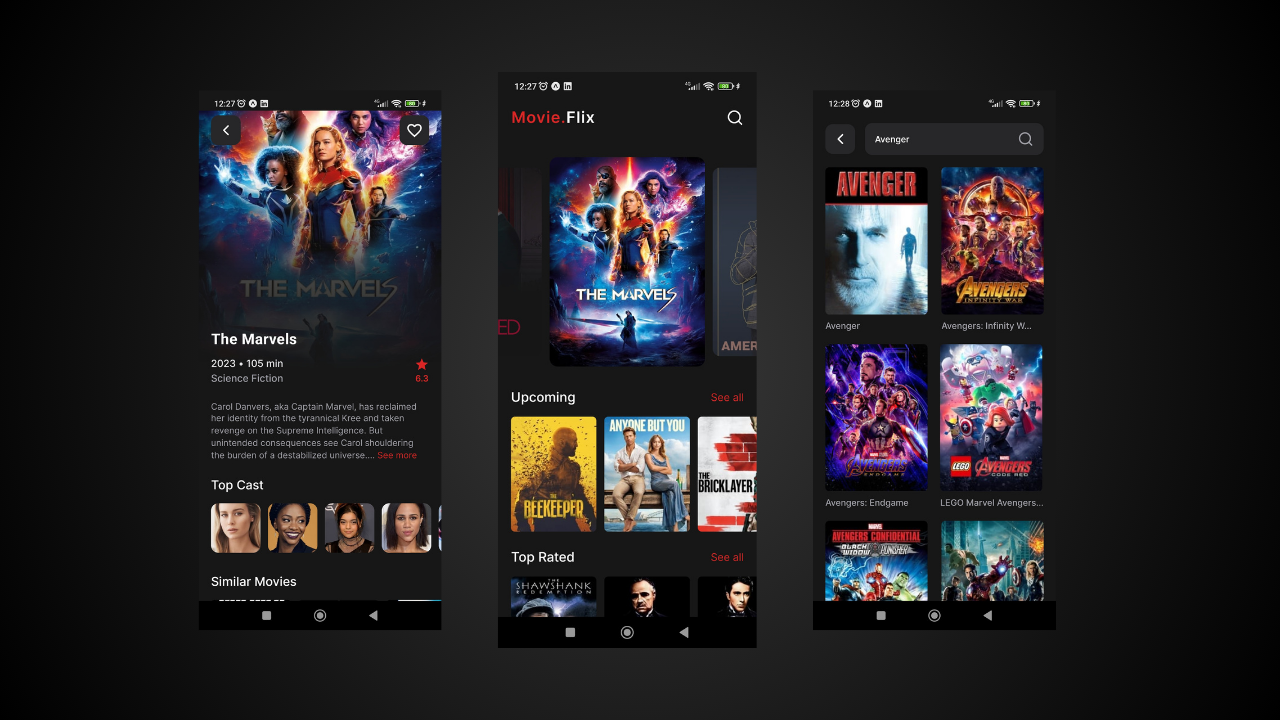 12:27
4G
THE MARVELS
The Marvels
2023 • 105 min
Science Fiction
6.3
Carol Danvers, aka Captain Marvel, has reclaimed
her identity from the tyrannical Kree and taken
revenge on the Supreme Intelligence. But
unintended consequences see Carol shouldering
the burden of a destabilized universe.... See more
Top Cast
Similar Movies
12:27
4G
Movie.Flix
ED
THE MARVELS
AMER
Upcoming
See all
THE
BEEKEEPER
ANYONE BUT YOU
THE
BRICKLAYER
Top Rated
See all
THE
SHAWSHANK
REDEMPTION
12:28
4G
Avenger
AVENGER
AVENGERS
INFINITY WAR
Avenger
Avengers: Infinity W...
AVENGERS
ENDGAME
LEGO
AVENGERS
CODE RED
Avengers: Endgame
LEGO Marvel Avengers...
MARVEL
AVENGERS CONFIDENTIAL
BLACK WIDOW & PUNISHER